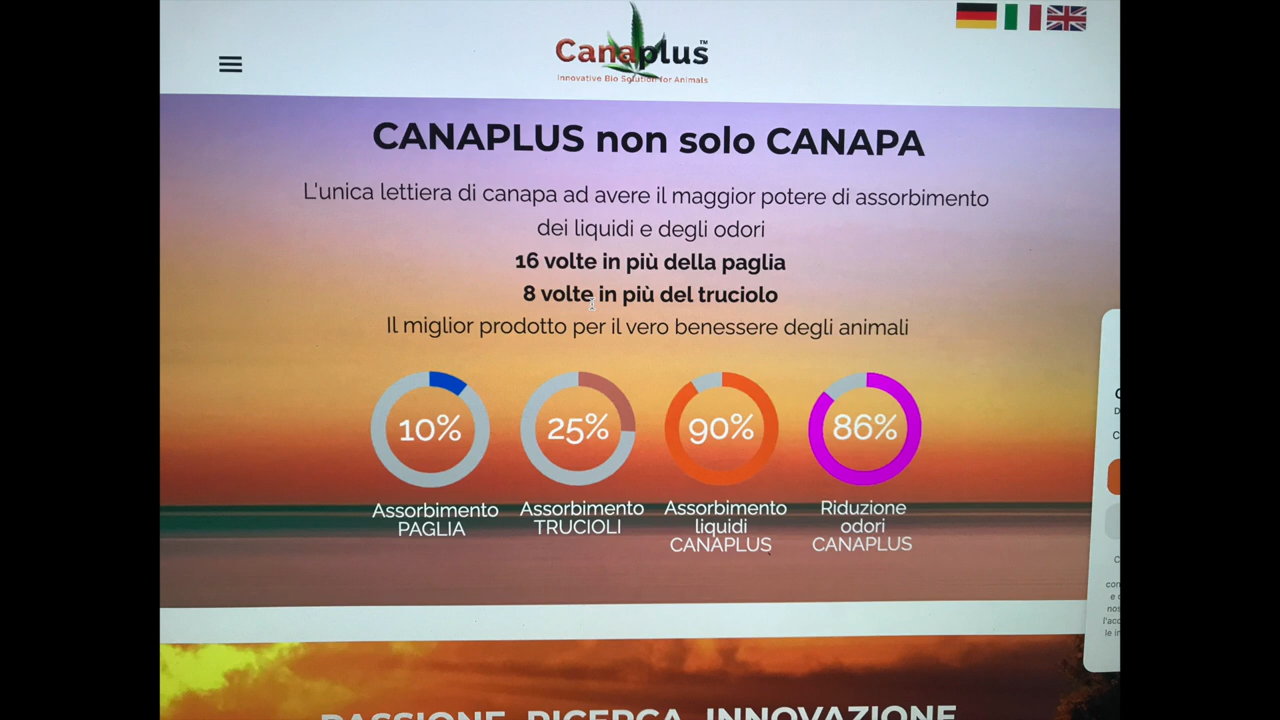 Canaplus™
Innovative Bio Solution for Animals
CANAPLUS non solo CANAPA
L'unica lettiera di canapa ad avere il maggior potere di assorbimento
dei liquidi e degli odori
16 volte in più della paglia
8 volte in più del truciolo
Il miglior prodotto per il vero benessere degli animali
10%
Assorbimento
PAGLIA
25%
Assorbimento
TRUCIOLI
90%
Assorbimento
liquidi
CANAPLUS
86%
Riduzione
odori
CANAPLUS
PASSIONE, RICERCA, INNOVAZIONE